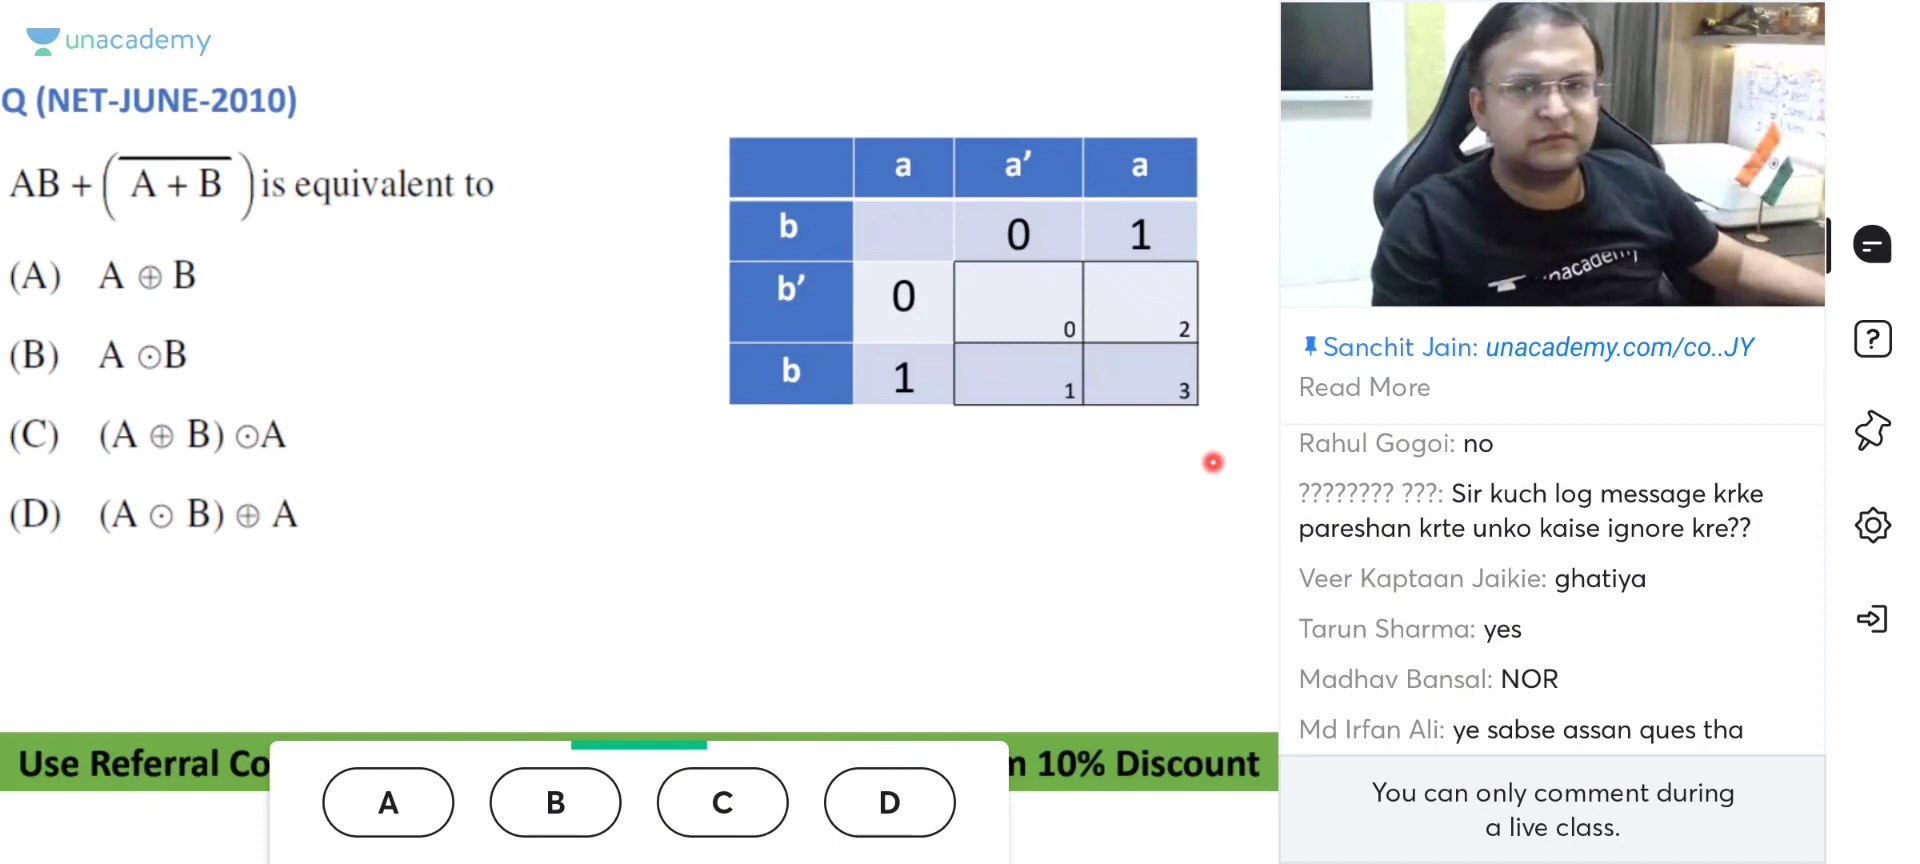 unacademy
Q (NET-JUNE-2010)
AB + ( A + B ) is equivalent to
(A) A ⊕ B
(B) A ⊙B
(C) (A ⊕ B) ⊙A
(D) (A ⊙ B) ⊕ A
a a’ a
b 0 1
b’ 0 0 2
b 1 1 3
Use Referral Co
10% Discount
A B C D
unacademy
Sanchit Jain: unacademy.com/co..JY
Read More
Rahul Gogoi: no
???????? ???: Sir kuch log message krke
pareshan krte unko kaise ignore kre??
Veer Kaptaan Jaikie: ghatiya
Tarun Sharma: yes
Madhav Bansal: NOR
Md Irfan Ali: ye sabse assan ques tha
You can only comment during
a live class.
?